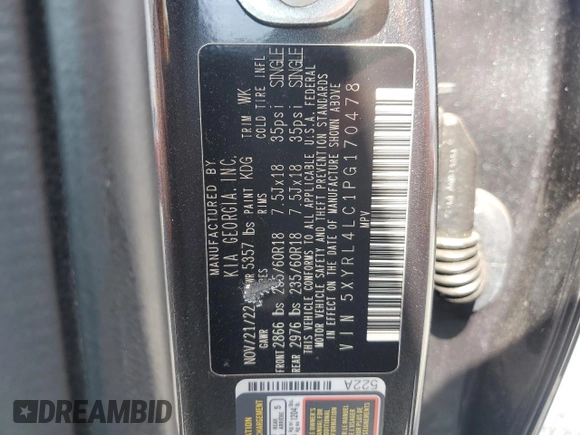 MANUFACTURED BY
KIA GEORGIA, INC.
NOV/21/22 5357 lbs PAINT KDG TRIM WK
GAWR RIMS COLD TIRE INFL
FRONT 2866 lbs 235/60R18 7.5Jx18 35psi SINGLE
REAR 2976 lbs 235/60R18 7.5Jx18 35psi SINGLE
THIS VEHICLE CONFORMS TO ALL APPLICABLE U.S.A. FEDERAL
MOTOR VEHICLE SAFETY AND THEFT PREVENTION STANDARDS
IN EFFECT ON THE DATE OF MANUFACTURE SHOWN ABOVE
VIN 5XYRL4LC1PG170478
MPV
522A
DREAMBID